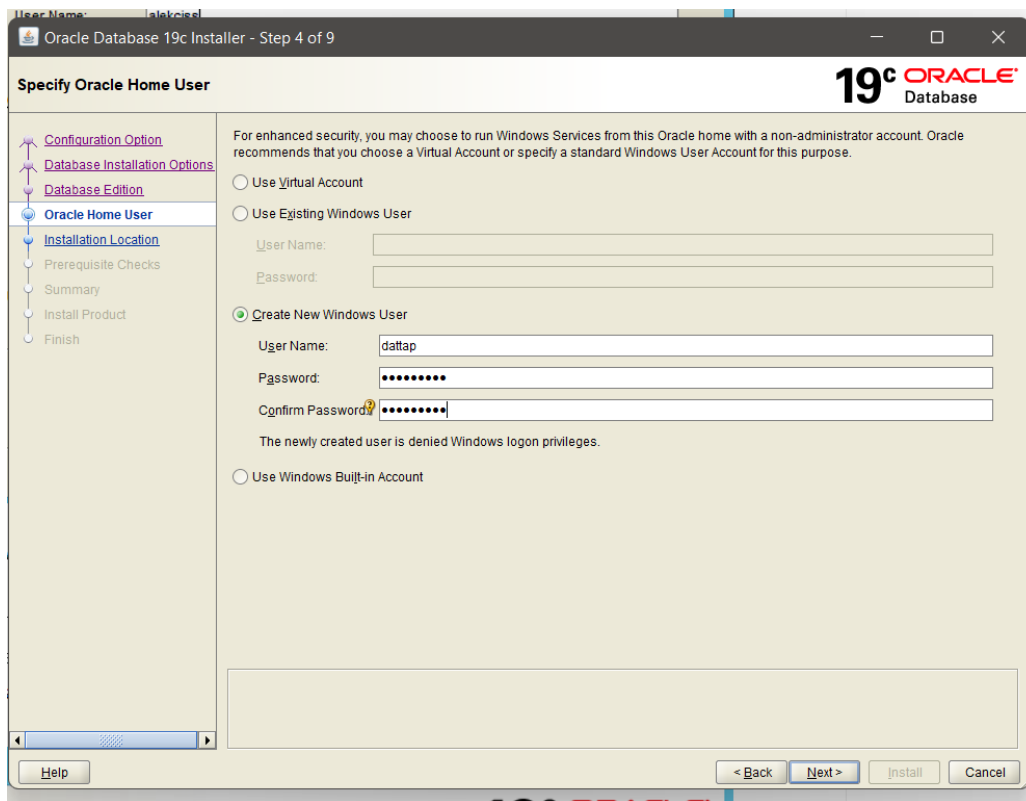 User Name: alekciss
Oracle Database 19c Installer - Step 4 of 9
Specify Oracle Home User
19c ORACLE
Database
Configuration Option
Database Installation Options
Database Edition
Oracle Home User
Installation Location
Prerequisite Checks
Summary
Install Product
Finish
For enhanced security, you may choose to run Windows Services from this Oracle home with a non-administrator account. Oracle
recommends that you choose a Virtual Account or specify a standard Windows User Account for this purpose.
Use Virtual Account
Use Existing Windows User
User Name:
Password:
Create New Windows User
User Name: dattap
Password: •••••••••
Confirm Password: •••••••••
The newly created user is denied Windows logon privileges.
Use Windows Built-in Account
Help
< Back
Next >
Install
Cancel